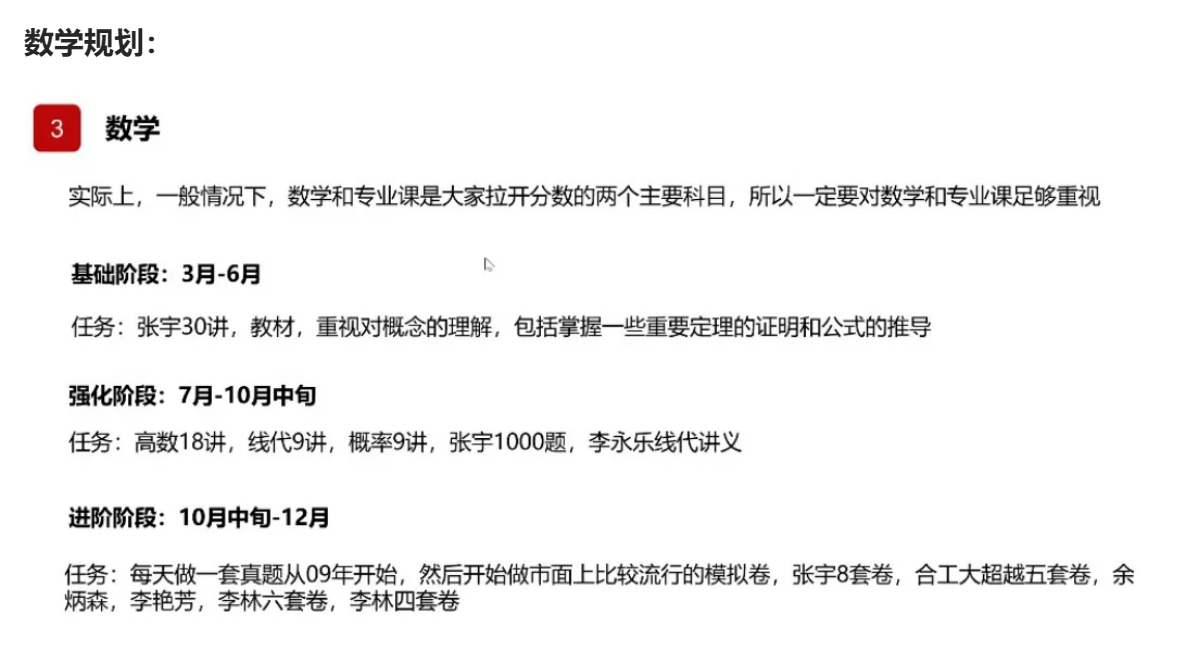 数学规划：
3 数学
实际上，一般情况下，数学和专业课是大家拉开分数的两个主要科目，所以一定要对数学和专业课足够重视
基础阶段：3月-6月
任务：张宇30讲，教材，重视对概念的理解，包括掌握一些重要定理的证明和公式的推导
强化阶段：7月-10月中旬
任务：高数18讲，线代9讲，概率9讲，张宇1000题，李永乐线代讲义
进阶阶段：10月中旬-12月
任务：每天做一套真题从09年开始，然后开始做市面上比较流行的模拟卷，张宇8套卷，合工大超越五套卷，余
炳森，李艳芳，李林六套卷，李林四套卷